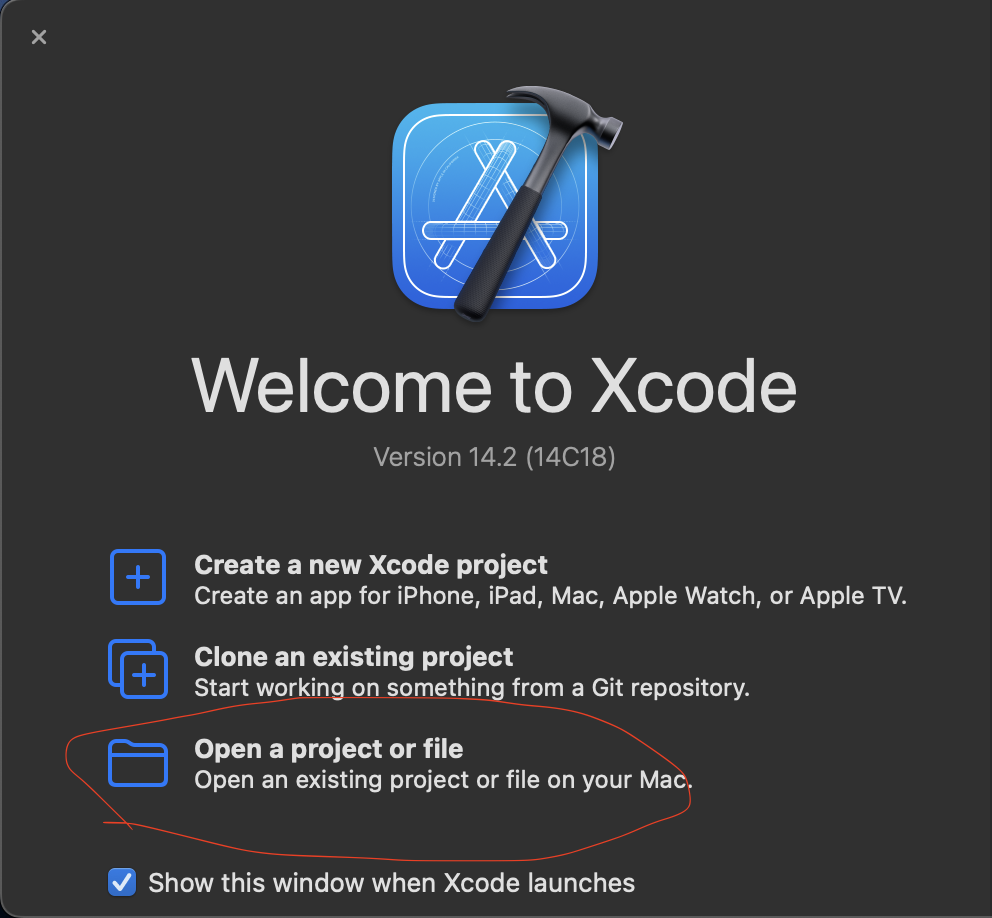 Welcome to Xcode
Version 14.2 (14C18)
Create a new Xcode project
Create an app for iPhone, iPad, Mac, Apple Watch, or Apple TV.
Clone an existing project
Start working on something from a Git repository.
Open a project or file
Open an existing project or file on your Mac.
Show this window when Xcode launches